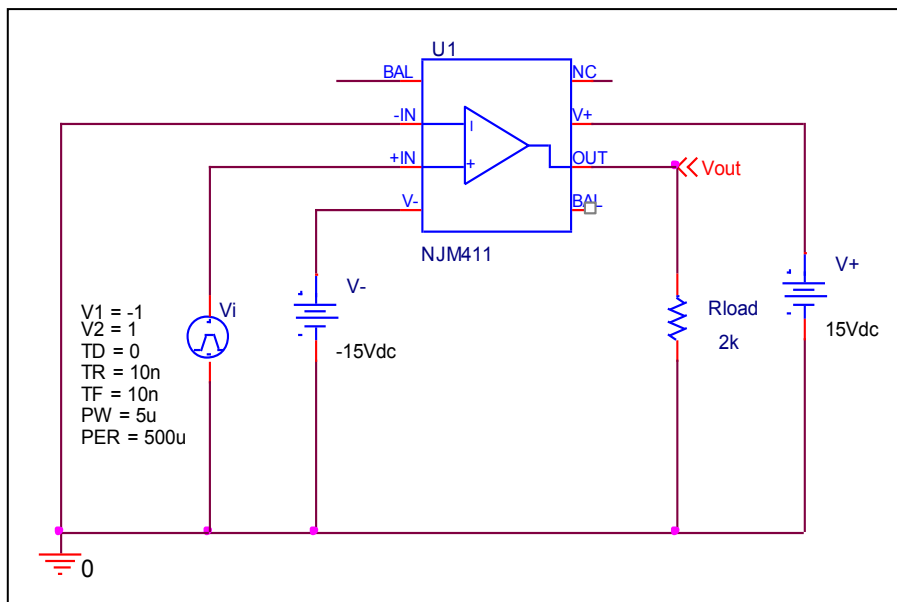 U1
BAL
NC
-IN
V+
+IN
OUT
Vout
V-
BAL
NJM411
V-
V+
Vi
V1 = -1
V2 = 1
TD = 0
TR = 10n
TF = 10n
PW = 5u
PER = 500u
-15Vdc
Rload
2k
15Vdc
0